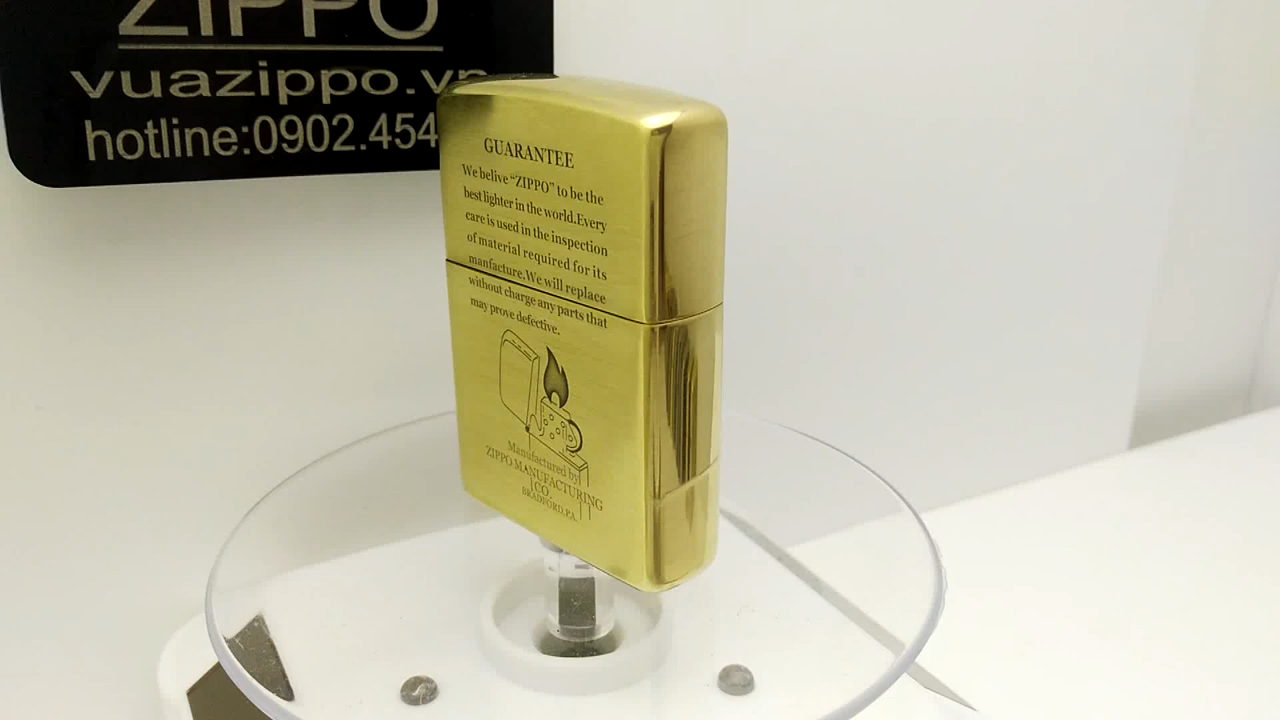 ZIPPO
vuazippo.vn
hotline:0902.454
GUARANTEE
We belive “ZIPPO” to be the
best lighter in the world.Every
care is used in the inspection
of material required for its
manfacture.We will replace
without charge any parts that
may prove defective.
Manufactured by
ZIPPO MANUFACTURING
CO.
BRADFORD.PA.